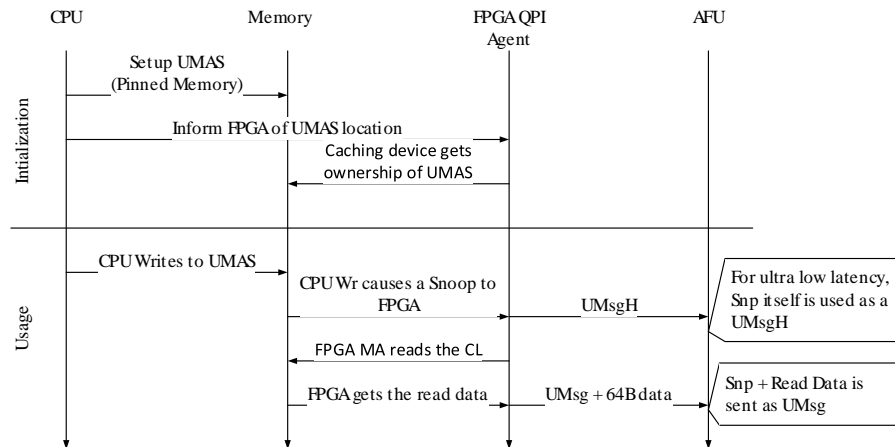 CPU
Memory
FPGA QPI
Agent
AFU
Setup UMAS
(Pinned Memory)
Inform FPGA of UMAS location
Caching device gets
ownership of UMAS
Intialization
CPU Writes to UMAS
CPU Wr causes a Snoop to
FPGA
UMsgH
For ultra low latency,
Snp itself is used as a
UMsgH
Usage
FPGA MA reads the CL
FPGA gets the read data
UMsg + 64B data
Snp + Read Data is
sent as UMsg